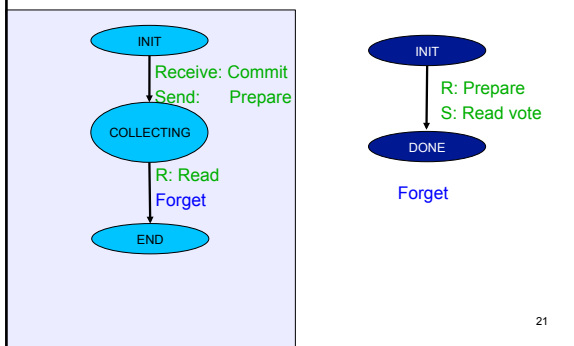 INIT
Receive: Commit
Send: Prepare
COLLECTING
R: Read
Forget
END
INIT
R: Prepare
S: Read vote
DONE
Forget
21